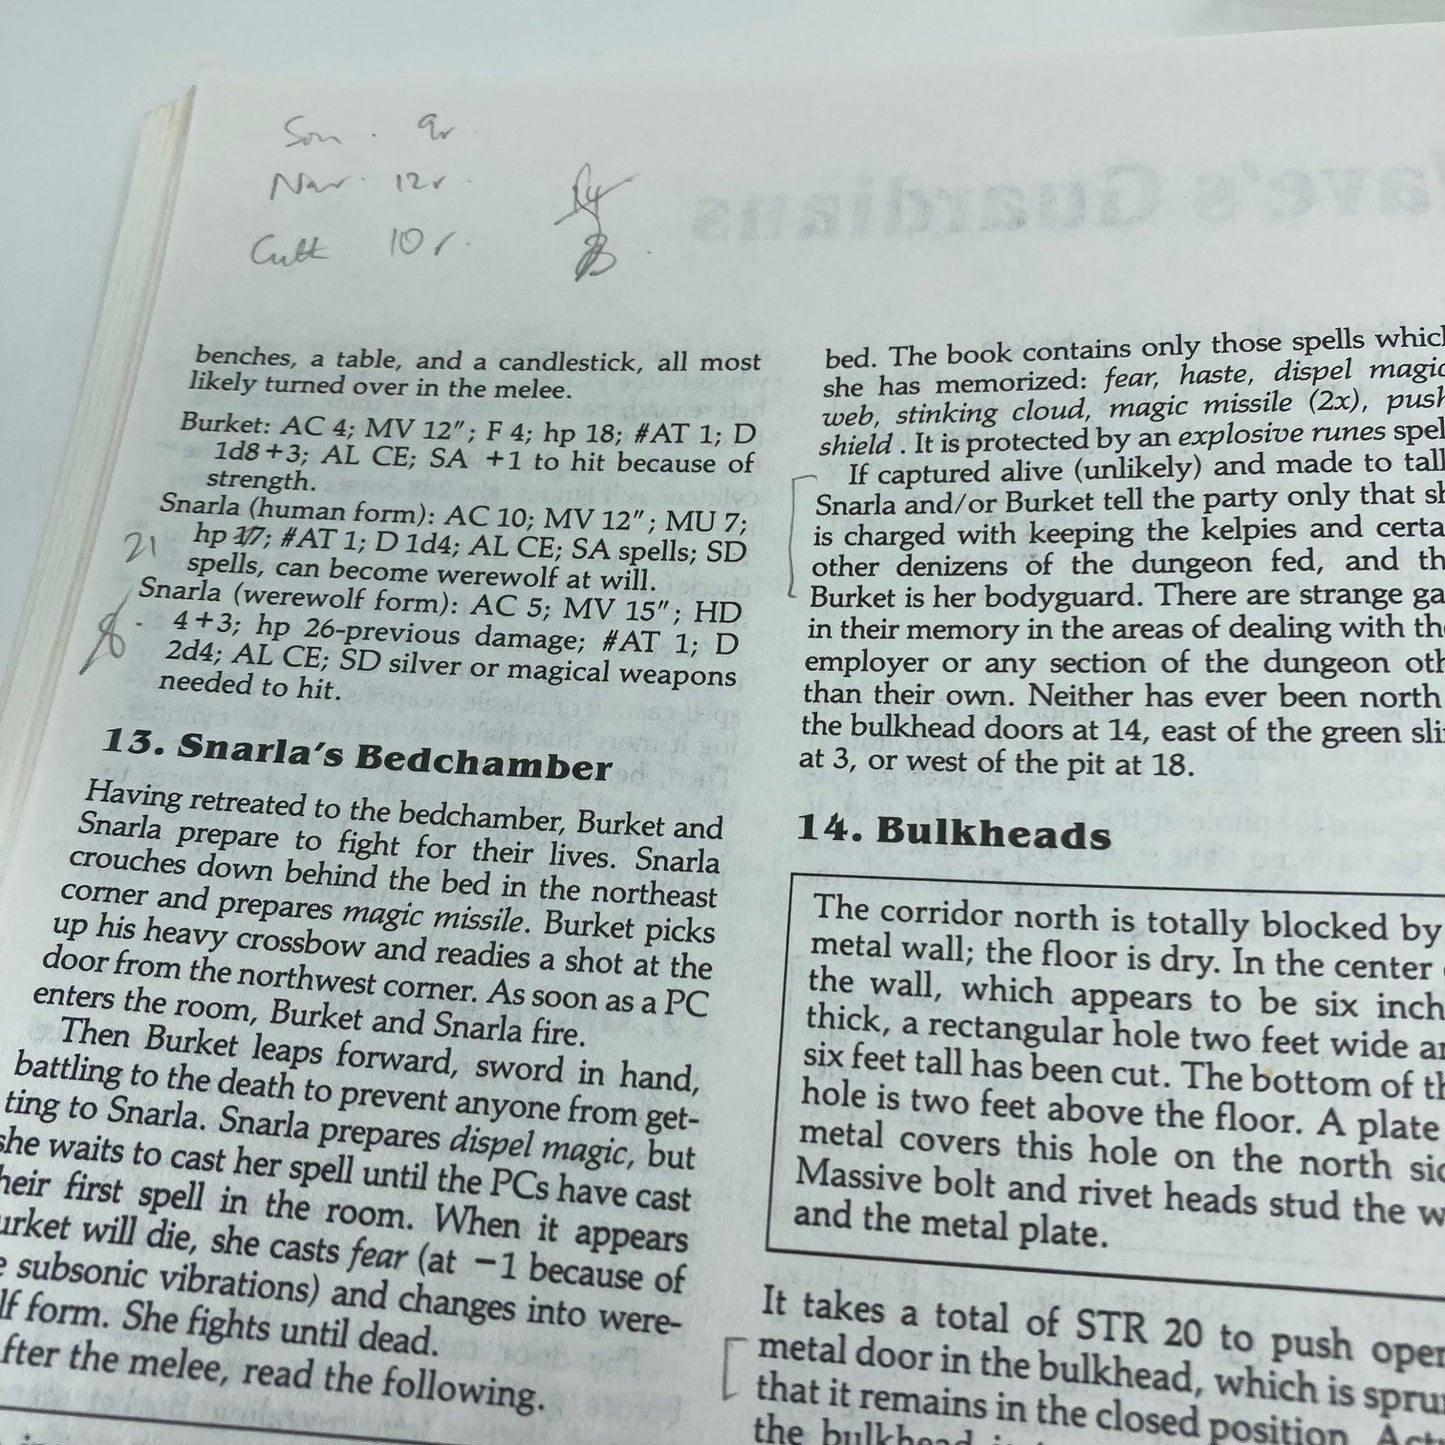 9r
12r
10r
benches, a table, and a candlestick, all most
likely turned over in the melee.
Burket: AC 4; MV 12"; F 4; hp 18; #AT 1; D
1d8+3; AL CE; SA +1 to hit because of
strength.
Snarla (human form): AC 10; MV 12"; MU 7;
hp 17; #AT 1; D 1d4; AL CE; SA spells; SD
21
spells, can become werewolf at will.
Snarla (werewolf form): AC 5; MV 15"; HD
4+3; hp 26-previous damage; #AT 1; D
2d4; AL CE; SD silver or magical weapons
needed to hit.
13. Snarla's Bedchamber
Having retreated to the bedchamber, Burket and
Snarla prepare to fight for their lives. Snarla
crouches down behind the bed in the northeast
corner and prepares magic missile. Burket picks
up his heavy crossbow and readies a shot at the
door from the northwest corner. As soon as a PC
enters the room, Burket and Snarla fire.
Then Burket leaps forward, sword in hand,
battling to the death to prevent anyone from get-
ting to Snarla. Snarla prepares dispel magic, but
she waits to cast her spell until the PCs have cast
heir first spell in the room. When it appears
urket will die, she casts fear (at −1 because of
e subsonic vibrations) and changes into were-
lf form. She fights until dead.
fter the melee, read the following.
bed. The book contains only those spells whic
she has memorized: fear, haste, dispel magic
web, stinking cloud, magic missile (2x), push
shield . It is protected by an explosive runes spel
If captured alive (unlikely) and made to tal
Snarla and/or Burket tell the party only that sh
is charged with keeping the kelpies and certa
other denizens of the dungeon fed, and th
Burket is her bodyguard. There are strange ga
in their memory in the areas of dealing with the
employer or any section of the dungeon oth
than their own. Neither has ever been north
the bulkhead doors at 14, east of the green sli
at 3, or west of the pit at 18.
14. Bulkheads
The corridor north is totally blocked by
metal wall; the floor is dry. In the center
the wall, which appears to be six inch
thick, a rectangular hole two feet wide a
six feet tall has been cut. The bottom of th
hole is two feet above the floor. A plate
metal covers this hole on the north sid
Massive bolt and rivet heads stud the w
and the metal plate.
It takes a total of STR 20 to push open
metal door in the bulkhead, which is spru
that it remains in the closed position. Act
the bulkhead